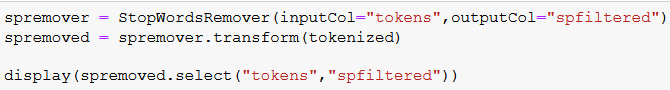 spremover = StopWordsRemover(inputCol="tokens",outputCol="spfiltered")
spremoved = spremover.transform(tokenized)
display(spremoved.select("tokens","spfiltered"))